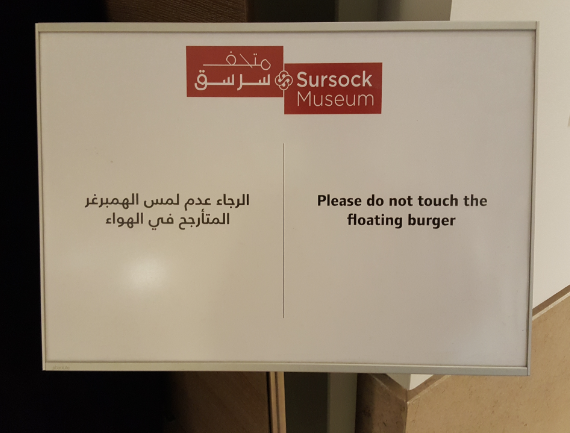 متحف
سرسق
Sursock
Museum
الرجاء عدم لمس الهمبرغر
المتأرجح في الهواء
Please do not touch the
floating burger